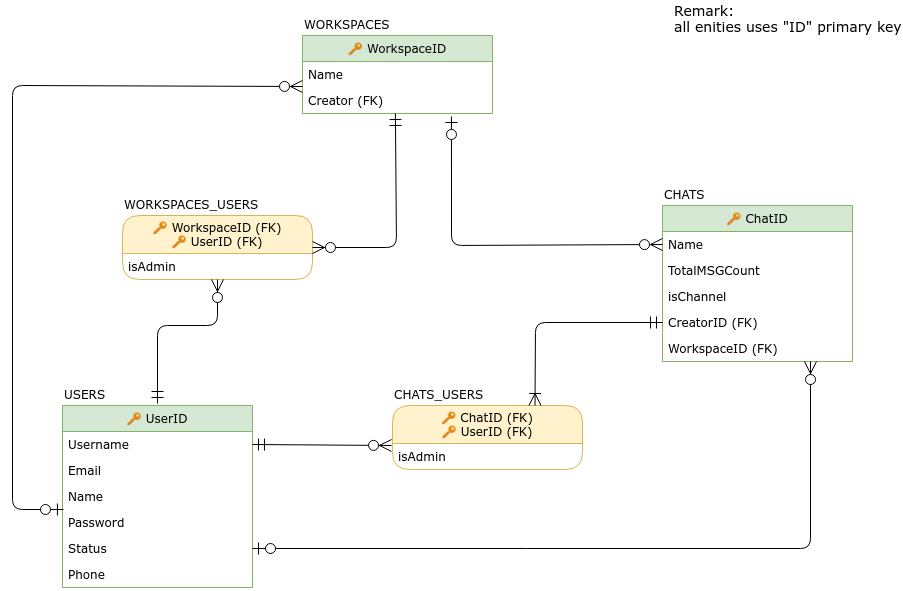 Remark:
all enities uses "ID" primary key
WORKSPACES
WorkspaceID
Name
Creator (FK)
WORKSPACES_USERS
WorkspaceID (FK)
UserID (FK)
isAdmin
CHATS
ChatID
Name
TotalMSGCount
isChannel
CreatorID (FK)
WorkspaceID (FK)
USERS
UserID
Username
Email
Name
Password
Status
Phone
CHATS_USERS
ChatID (FK)
UserID (FK)
isAdmin